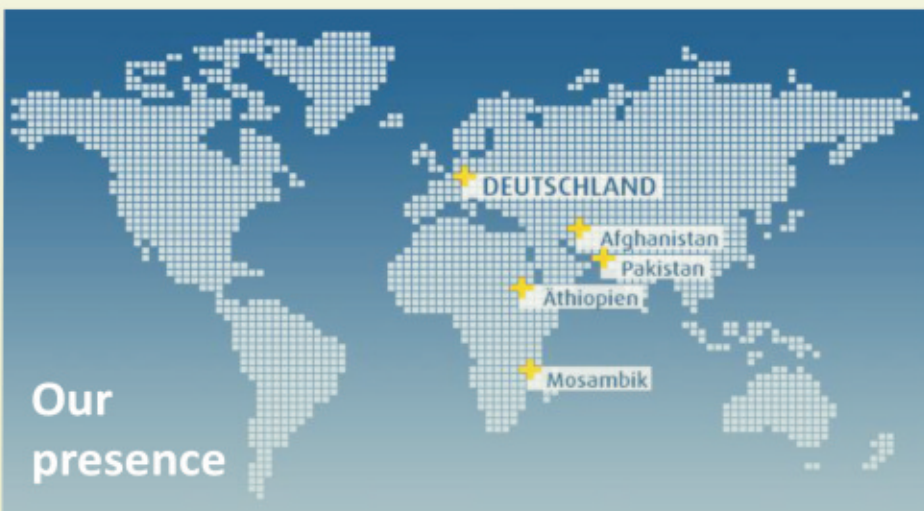 DEUTSCHLAND
Afghanistan
Pakistan
Äthiopien
Mosambik
Our
presence